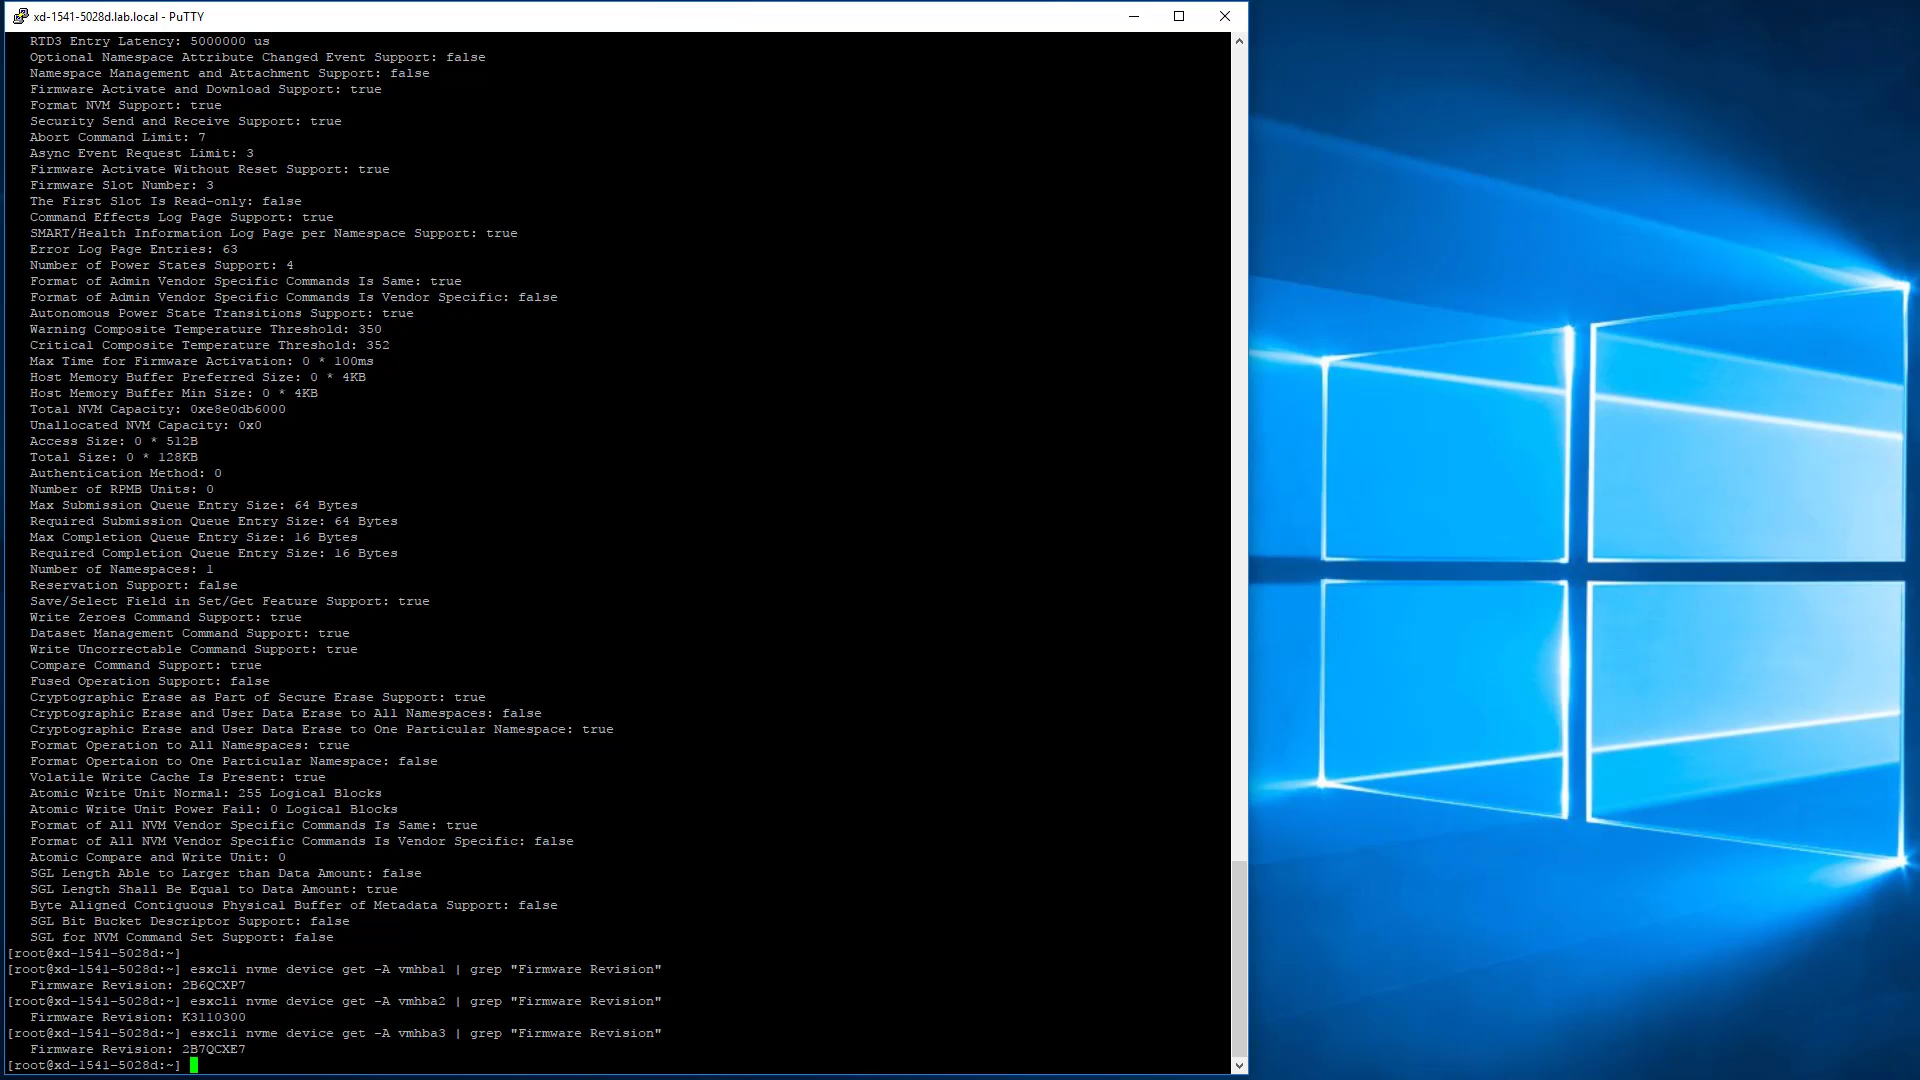 xd-1541-5028d.lab.local - PuTTY
RTD3 Entry Latency: 5000000 us
Optional Namespace Attribute Changed Event Support: false
Namespace Management and Attachment Support: false
Firmware Activate and Download Support: true
Format NVM Support: true
Security Send and Receive Support: true
Abort Command Limit: 7
Async Event Request Limit: 3
Firmware Activate Without Reset Support: true
Firmware Slot Number: 3
The First Slot Is Read-only: false
Command Effects Log Page Support: true
SMART/Health Information Log Page per Namespace Support: true
Error Log Page Entries: 63
Number of Power States Support: 4
Format of Admin Vendor Specific Commands Is Same: true
Format of Admin Vendor Specific Commands Is Vendor Specific: false
Autonomous Power State Transitions Support: true
Warning Composite Temperature Threshold: 350
Critical Composite Temperature Threshold: 352
Max Time for Firmware Activation: 0 * 100ms
Host Memory Buffer Preferred Size: 0 * 4KB
Host Memory Buffer Min Size: 0 * 4KB
Total NVM Capacity: 0xe8e0db6000
Unallocated NVM Capacity: 0x0
Access Size: 0 * 512B
Total Size: 0 * 128KB
Authentication Method: 0
Number of RPMB Units: 0
Max Submission Queue Entry Size: 64 Bytes
Required Submission Queue Entry Size: 64 Bytes
Max Completion Queue Entry Size: 16 Bytes
Required Completion Queue Entry Size: 16 Bytes
Number of Namespaces: 1
Reservation Support: false
Save/Select Field in Set/Get Feature Support: true
Write Zeroes Command Support: true
Dataset Management Command Support: true
Write Uncorrectable Command Support: true
Compare Command Support: true
Fused Operation Support: false
Cryptographic Erase as Part of Secure Erase Support: true
Cryptographic Erase and User Data Erase to All Namespaces: false
Cryptographic Erase and User Data Erase to One Particular Namespace: true
Format Operation to All Namespaces: true
Format Opertaion to One Particular Namespace: false
Volatile Write Cache Is Present: true
Atomic Write Unit Normal: 255 Logical Blocks
Atomic Write Unit Power Fail: 0 Logical Blocks
Format of All NVM Vendor Specific Commands Is Same: true
Format of All NVM Vendor Specific Commands Is Vendor Specific: false
Atomic Compare and Write Unit: 0
SGL Length Able to Larger than Data Amount: false
SGL Length Shall Be Equal to Data Amount: true
Byte Aligned Contiguous Physical Buffer of Metadata Support: false
SGL Bit Bucket Descriptor Support: false
SGL for NVM Command Set Support: false
[root@xd-1541-5028d:~]
[root@xd-1541-5028d:~] esxcli nvme device get -A vmhba1 | grep "Firmware Revision"
Firmware Revision: 2B6QCXP7
[root@xd-1541-5028d:~] esxcli nvme device get -A vmhba2 | grep "Firmware Revision"
Firmware Revision: K3110300
[root@xd-1541-5028d:~] esxcli nvme device get -A vmhba3 | grep "Firmware Revision"
Firmware Revision: 2B7QCXE7
[root@xd-1541-5028d:~]